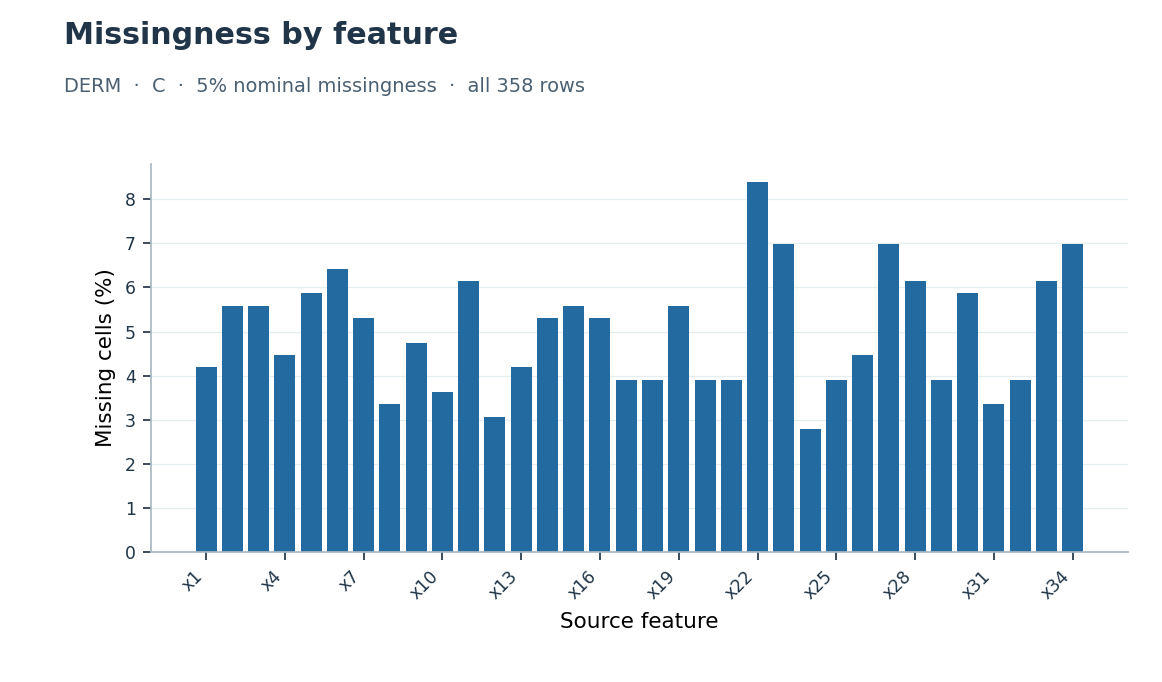 Missingness by feature
DERM · C · 5% nominal missingness · all 358 rows
8
7
6
5
4
3
2
1
0
Missing cells (%)
x1 x4 x7 x10 x13 x16 x19 x22 x25 x28 x31 x34
Source feature